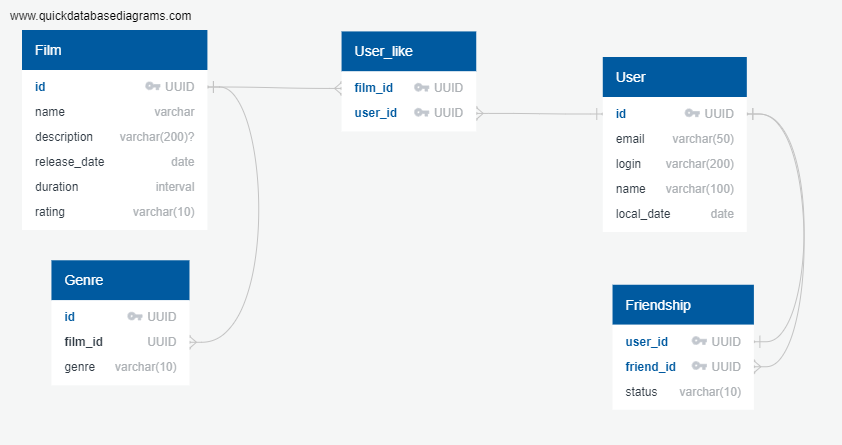 www.quickdatabasediagrams.com
Film
id UUID
name varchar
description varchar(200)?
release_date date
duration interval
rating varchar(10)
User_like
film_id UUID
user_id UUID
User
id UUID
email varchar(50)
login varchar(200)
name varchar(100)
local_date date
Genre
id UUID
film_id UUID
genre varchar(10)
Friendship
user_id UUID
friend_id UUID
status varchar(10)